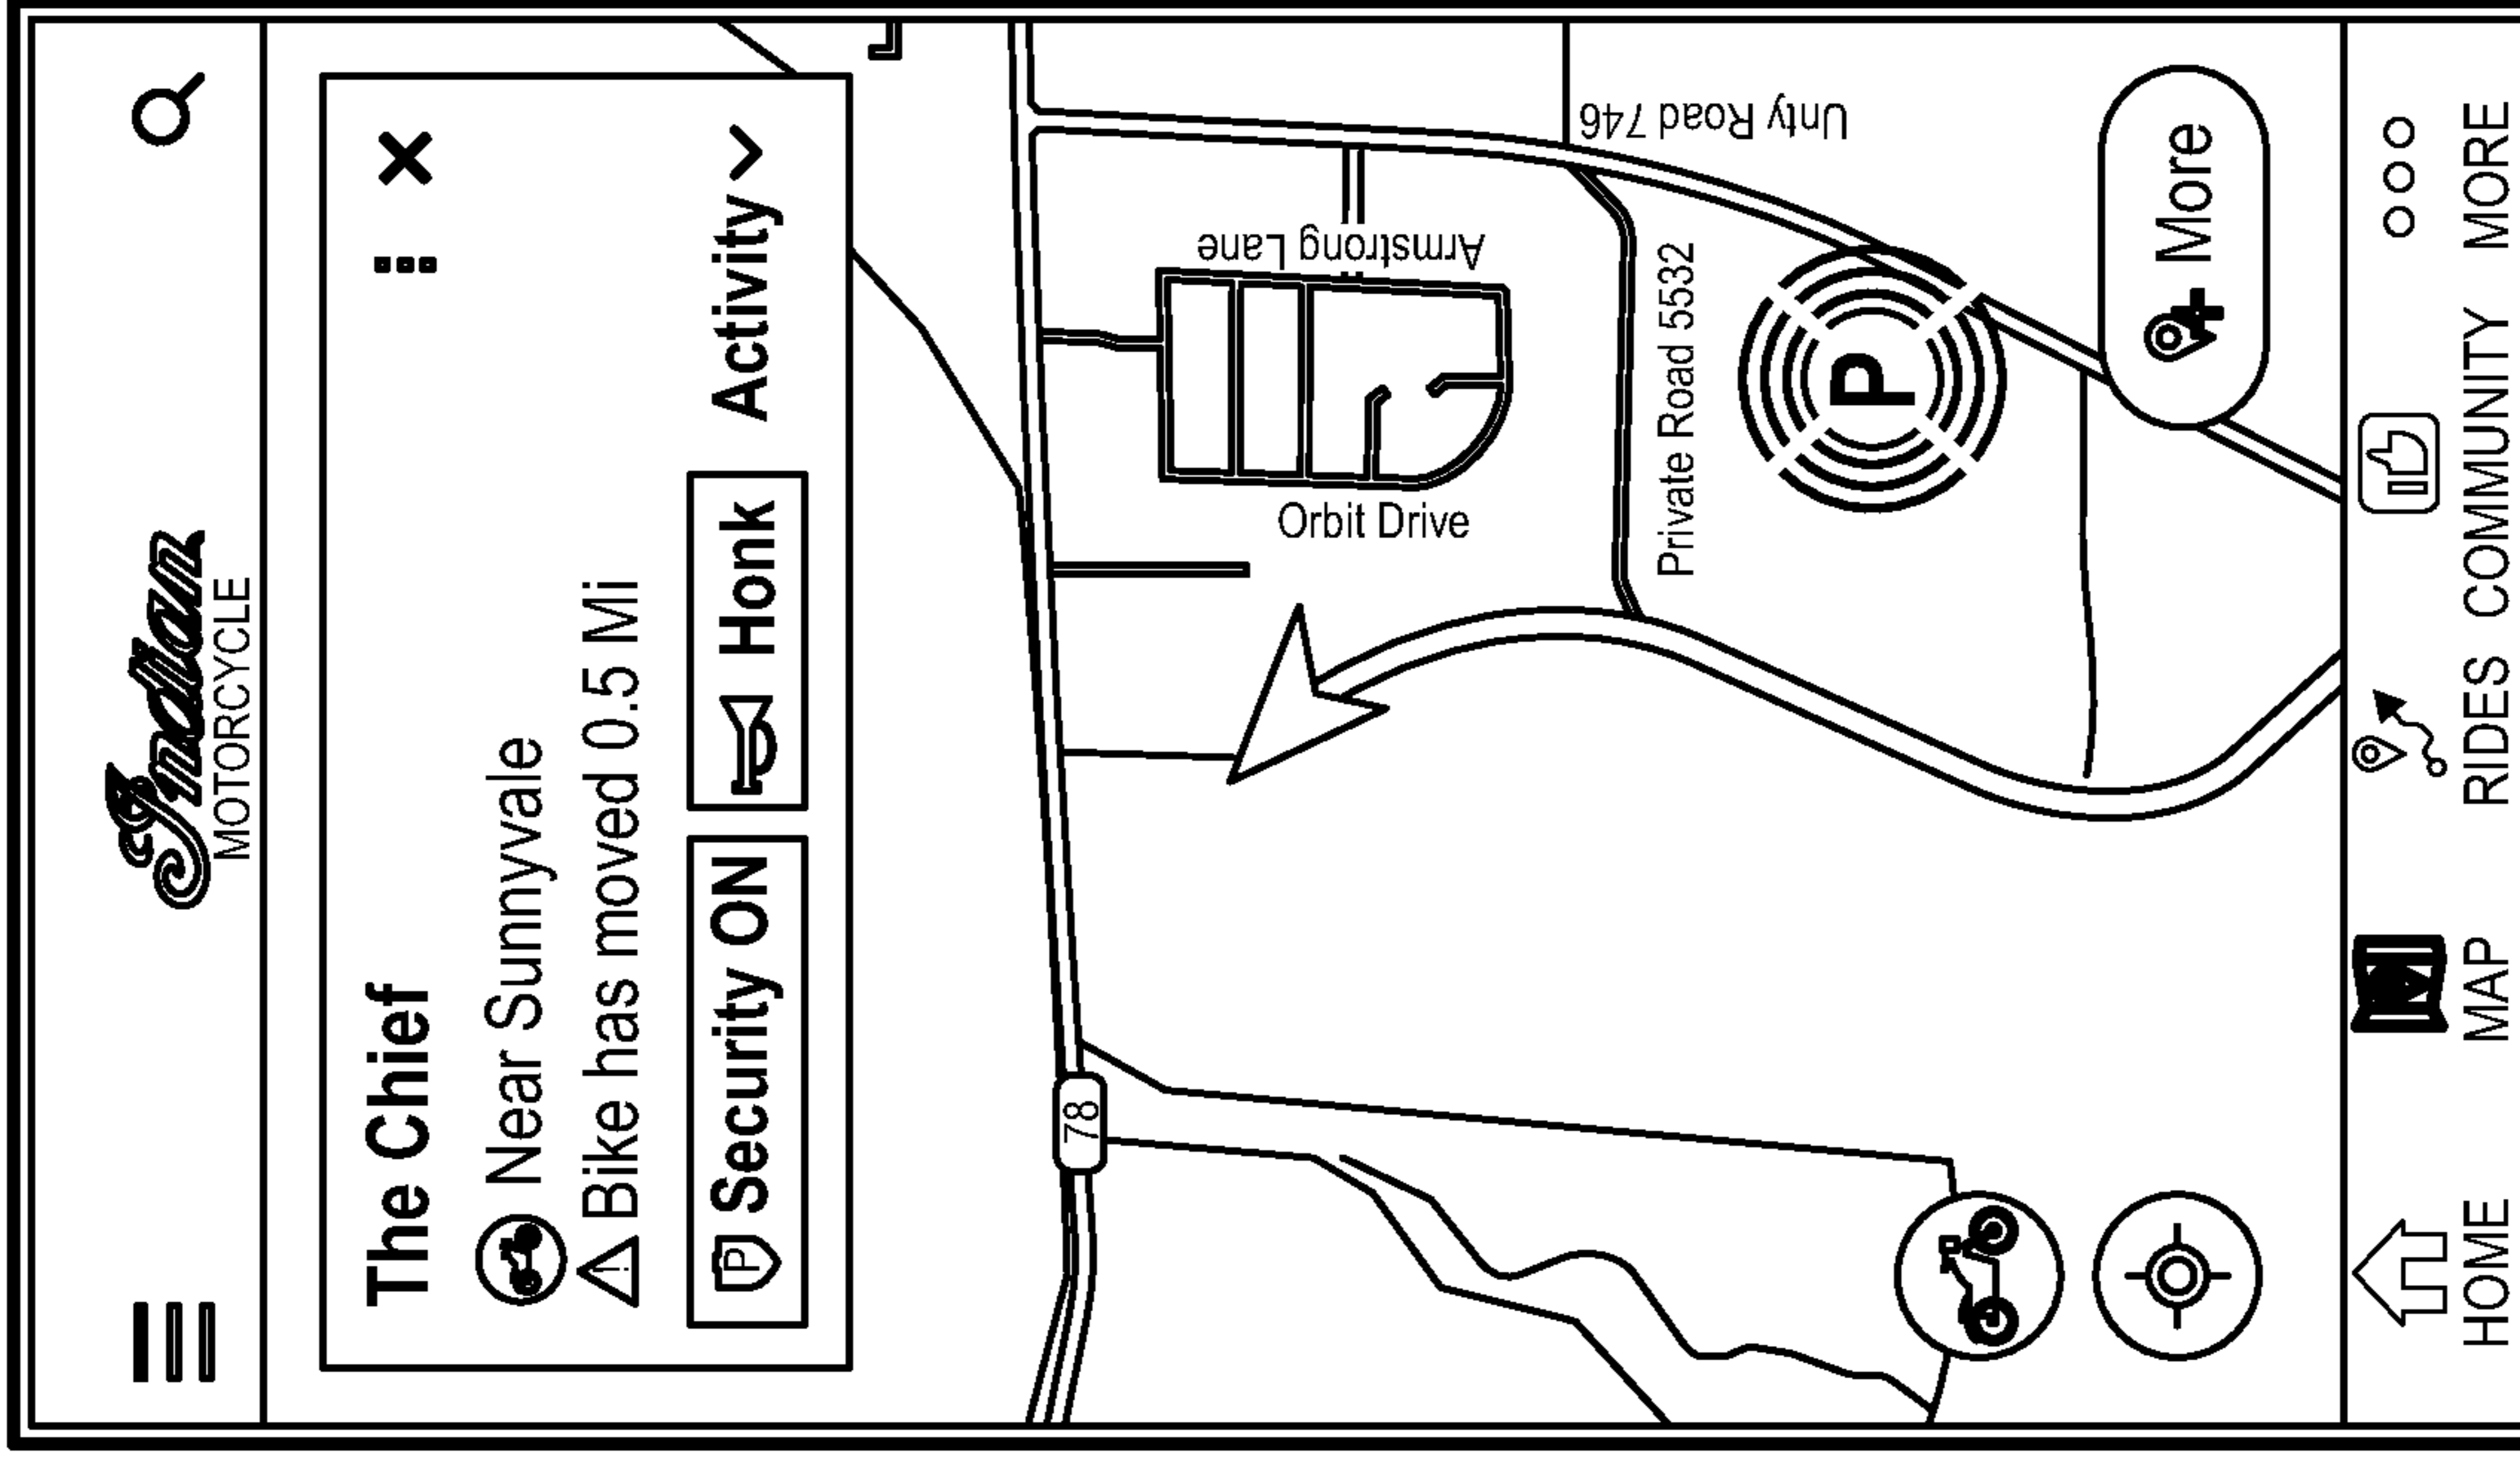 Indian
MOTORCYCLE
The Chief
Near Sunnyvale
Bike has moved 0.5 Mi
P Security ON
Honk
Activity
78
Armstrong Lane
Orbit Drive
Unty Road 746
Private Road 5532
P
More
HOME
MAP
RIDES
COMMUNITY
MORE